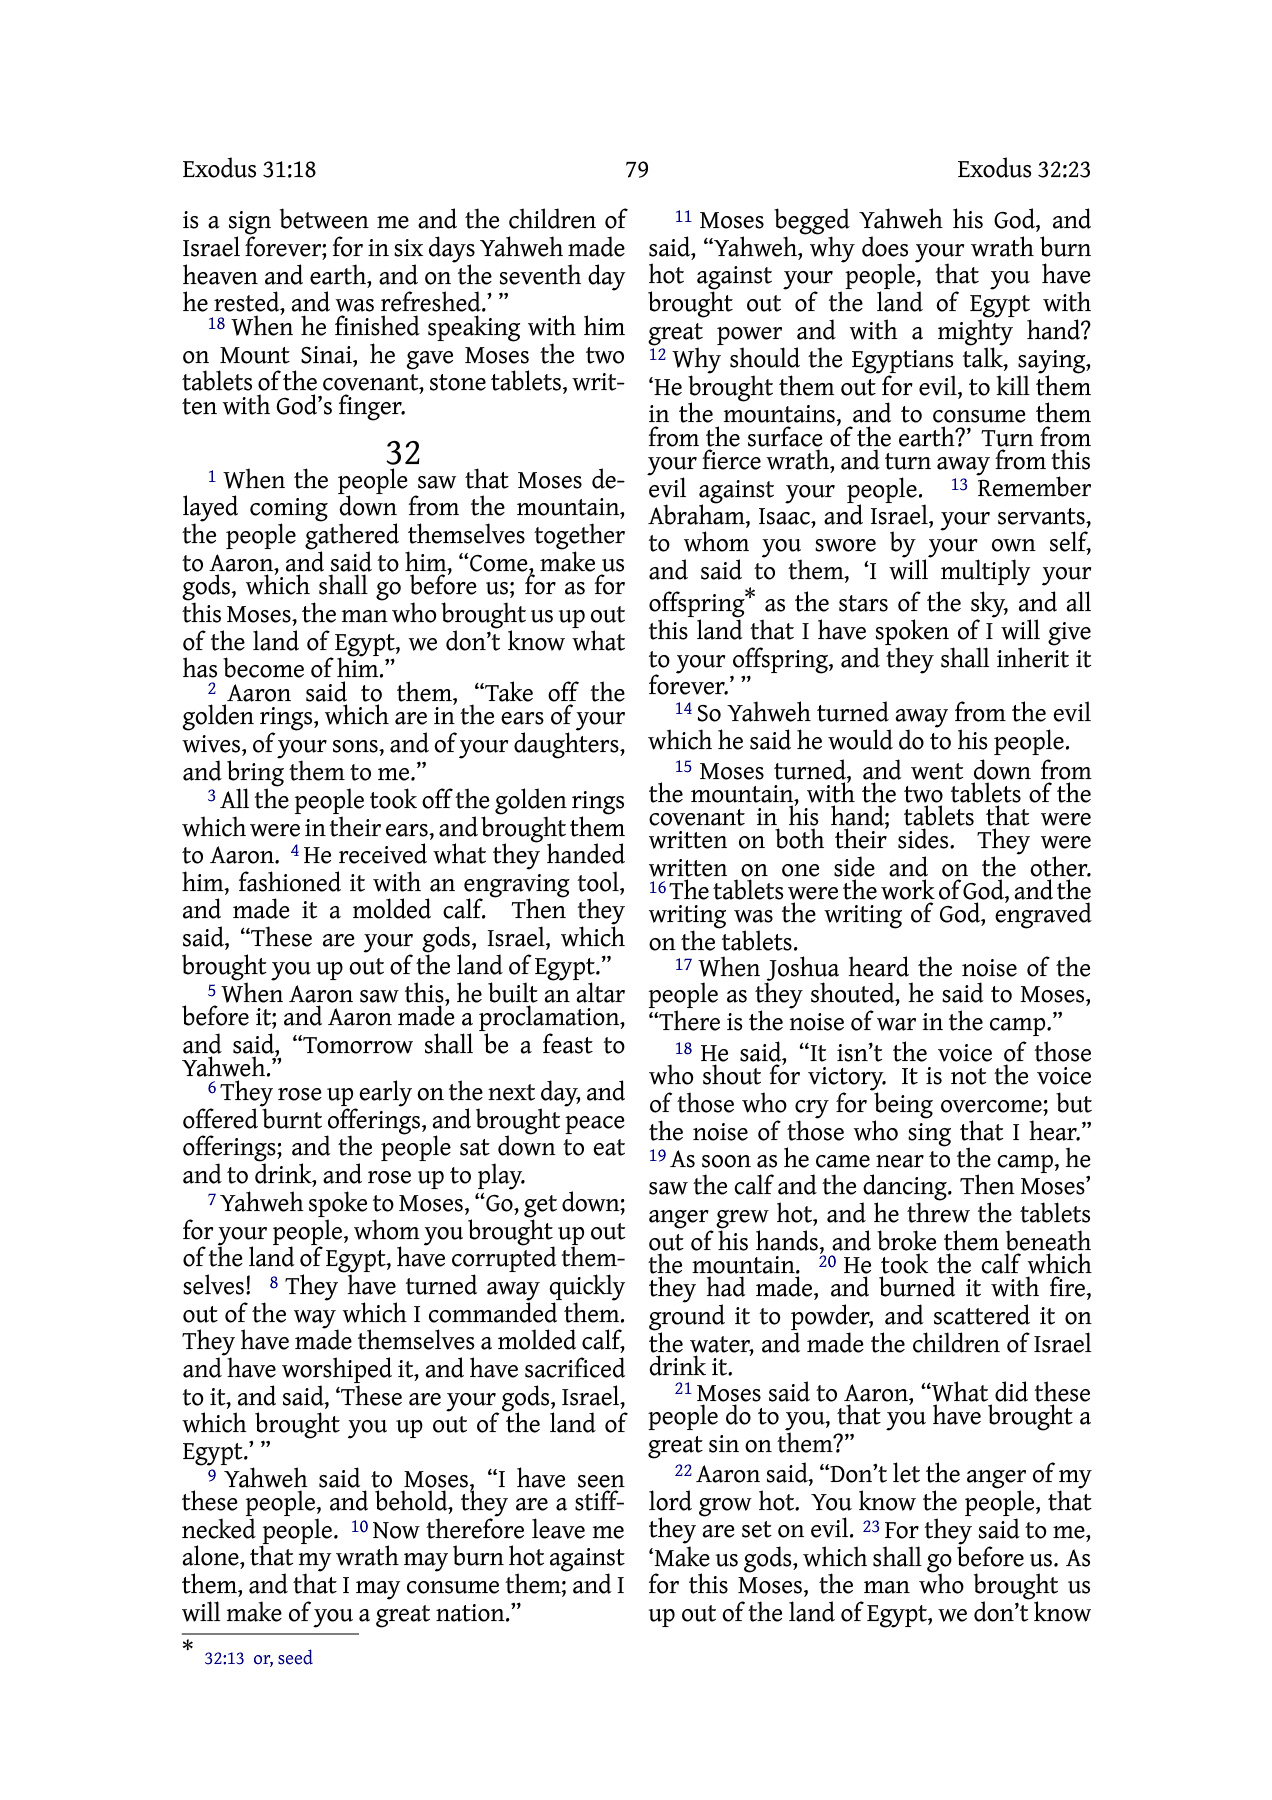 Exodus 31:18 79 Exodus 32:23
is a sign between me and the children of
Israel forever; for in six days Yahweh made
heaven and earth, and on the seventh day
he rested, and was refreshed.’ ”
18 When he finished speaking with him
on Mount Sinai, he gave Moses the two
tablets of the covenant, stone tablets, writ-
ten with God’s finger.
32
1 When the people saw that Moses de-
layed coming down from the mountain,
the people gathered themselves together
to Aaron, and said to him, “Come, make us
gods, which shall go before us; for as for
this Moses, the man who brought us up out
of the land of Egypt, we don’t know what
has become of him.”
2 Aaron said to them, “Take off the
golden rings, which are in the ears of your
wives, of your sons, and of your daughters,
and bring them to me.”
3 All the people took off the golden rings
which were in their ears, and brought them
to Aaron. 4 He received what they handed
him, fashioned it with an engraving tool,
and made it a molded calf. Then they
said, “These are your gods, Israel, which
brought you up out of the land of Egypt.”
5 When Aaron saw this, he built an altar
before it; and Aaron made a proclamation,
and said, “Tomorrow shall be a feast to
Yahweh.”
6 They rose up early on the next day, and
offered burnt offerings, and brought peace
offerings; and the people sat down to eat
and to drink, and rose up to play.
7 Yahweh spoke to Moses, “Go, get down;
for your people, whom you brought up out
of the land of Egypt, have corrupted them-
selves! 8 They have turned away quickly
out of the way which I commanded them.
They have made themselves a molded calf,
and have worshiped it, and have sacrificed
to it, and said, ‘These are your gods, Israel,
which brought you up out of the land of
Egypt.’ ”
9 Yahweh said to Moses, “I have seen
these people, and behold, they are a stiff-
necked people. 10 Now therefore leave me
alone, that my wrath may burn hot against
them, and that I may consume them; and I
will make of you a great nation.”
11 Moses begged Yahweh his God, and
said, “Yahweh, why does your wrath burn
hot against your people, that you have
brought out of the land of Egypt with
great power and with a mighty hand?
12 Why should the Egyptians talk, saying,
‘He brought them out for evil, to kill them
in the mountains, and to consume them
from the surface of the earth?’ Turn from
your fierce wrath, and turn away from this
evil against your people. 13 Remember
Abraham, Isaac, and Israel, your servants,
to whom you swore by your own self,
and said to them, ‘I will multiply your
offspring* as the stars of the sky, and all
this land that I have spoken of I will give
to your offspring, and they shall inherit it
forever.’ ”
14 So Yahweh turned away from the evil
which he said he would do to his people.
15 Moses turned, and went down from
the mountain, with the two tablets of the
covenant in his hand; tablets that were
written on both their sides. They were
written on one side and on the other.
16 The tablets were the work of God, and the
writing was the writing of God, engraved
on the tablets.
17 When Joshua heard the noise of the
people as they shouted, he said to Moses,
“There is the noise of war in the camp.”
18 He said, “It isn’t the voice of those
who shout for victory. It is not the voice
of those who cry for being overcome; but
the noise of those who sing that I hear.”
19 As soon as he came near to the camp, he
saw the calf and the dancing. Then Moses’
anger grew hot, and he threw the tablets
out of his hands, and broke them beneath
the mountain. 20 He took the calf which
they had made, and burned it with fire,
ground it to powder, and scattered it on
the water, and made the children of Israel
drink it.
21 Moses said to Aaron, “What did these
people do to you, that you have brought a
great sin on them?”
22 Aaron said, “Don’t let the anger of my
lord grow hot. You know the people, that
they are set on evil. 23 For they said to me,
‘Make us gods, which shall go before us. As
for this Moses, the man who brought us
up out of the land of Egypt, we don’t know
* 32:13 or, seed